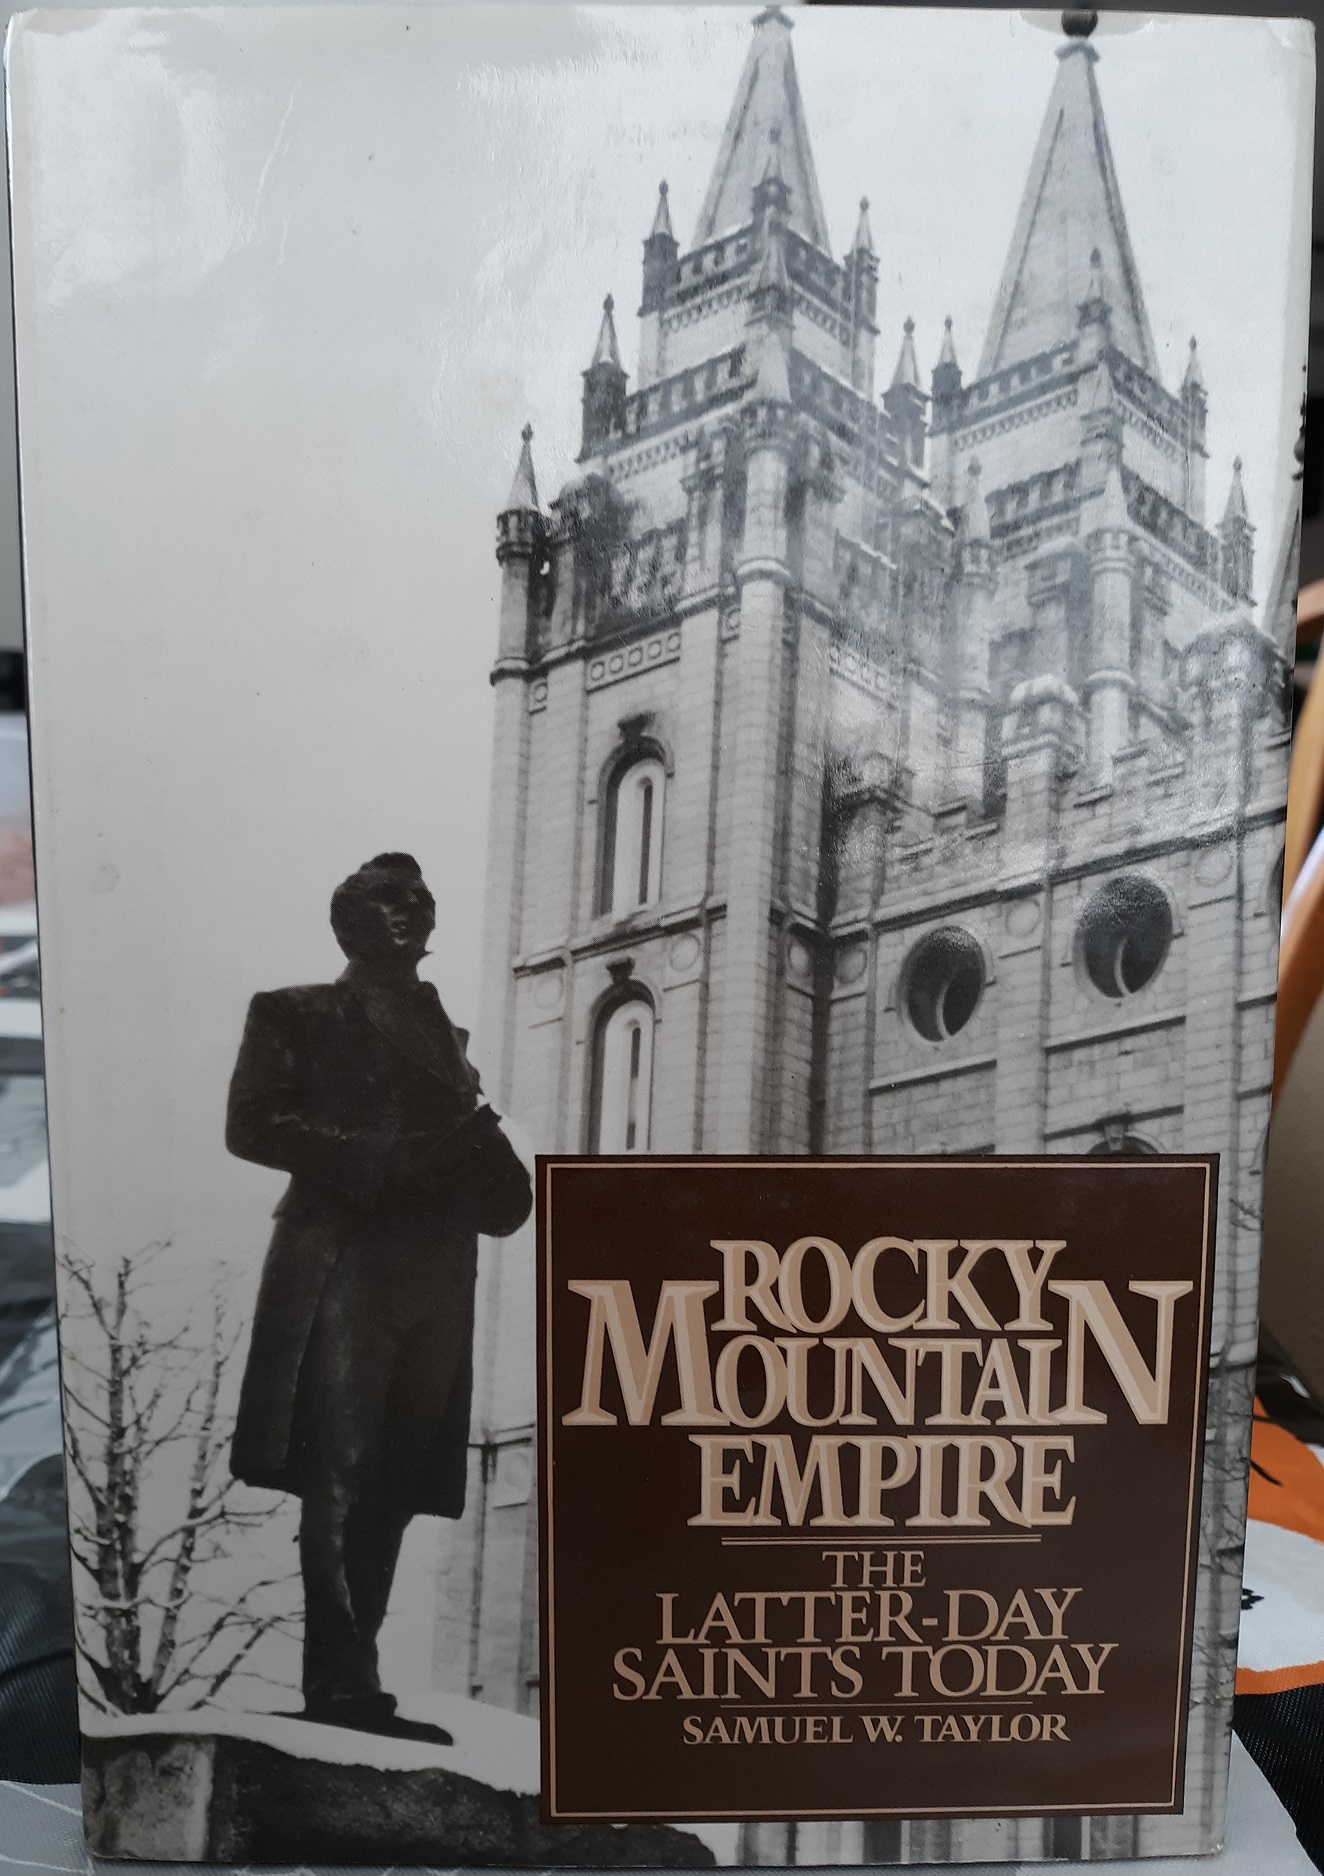 ROCKY
MOUNTAIN
EMPIRE
THE
LATTER-DAY
SAINTS TODAY
SAMUEL W. TAYLOR